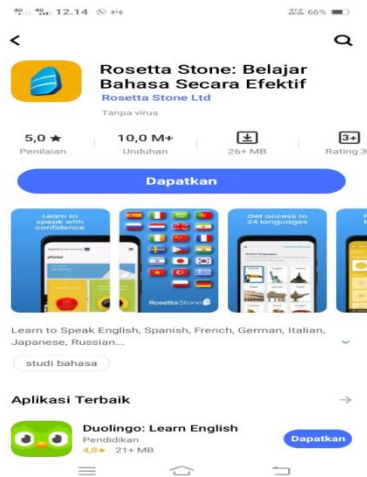 12.14
66%
Rosetta Stone: Belajar
Bahasa Secara Efektif
Rosetta Stone Ltd
Tanpa virus
5,0 ★
Penilaian
10,0 M+
Unduhan
26+ MB
3+
Rating 3
Dapatkan
Learn to
speak with
confidence
RosettaStone
Get access to
24 languages
Learn to Speak English, Spanish, French, German, Italian,
Japanese, Russian...
studi bahasa
Aplikasi Terbaik
Duolingo: Learn English
Pendidikan
4,8★ 21+ MB
Dapatkan